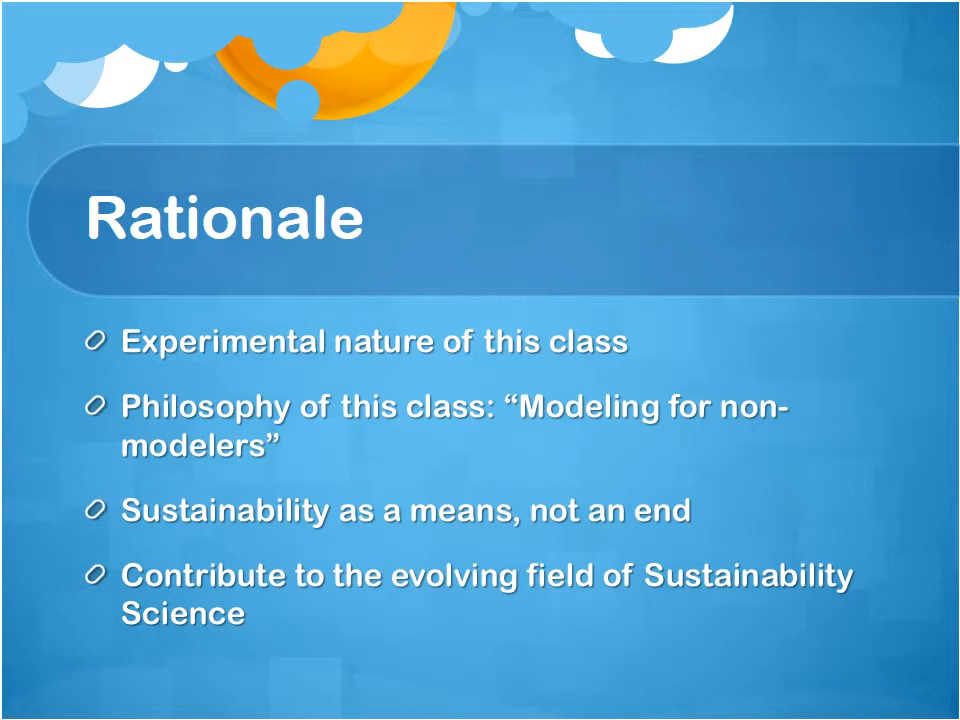 Rationale
Experimental nature of this class
Philosophy of this class: “Modeling for non-
modelers”
Sustainability as a means, not an end
Contribute to the evolving field of Sustainability
Science